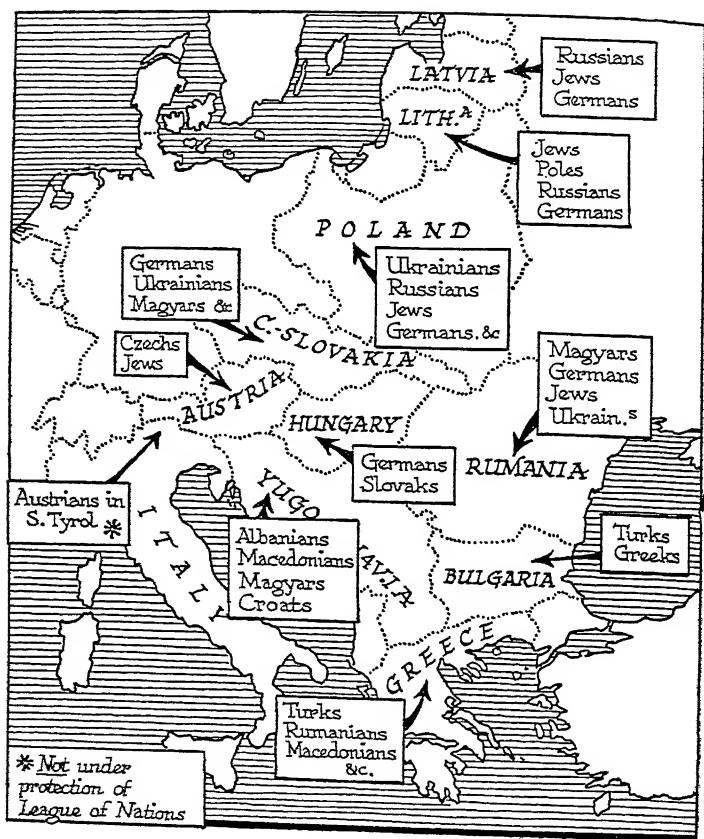 LATVIA
Russians
Jews
Germans
LITH.A
Jews
Poles
Russians
Germans
POLAND
Ukrainians
Russians
Jews
Germans. &c
Germans
Ukrainians
Magyars &c
C.-SLOVAKIA
Czechs
Jews
AUSTRIA
HUNGARY
Germans
Slovaks
Magyars
Germans
Jews
Ukrain.s
RUMANIA
Austrians in
S. Tyrol *
ITALY
YUGO AVIA
Albanians
Macedonians
Magyars
Croats
Turks
Greeks
BULGARIA
GREECE
Turks
Rumanians
Macedonians
&c.
* Not under
protection of
League of Nations